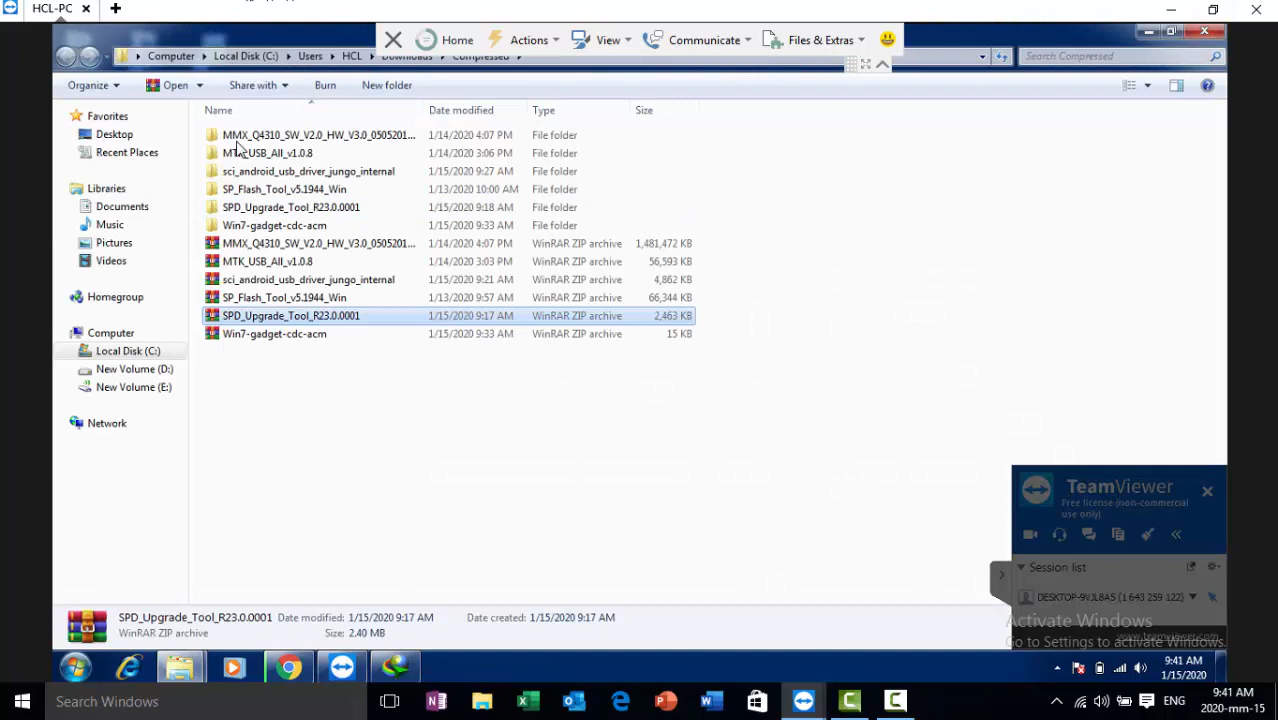 HCL-PC
Home
Actions
View
Communicate
Files & Extras
Computer
Local Disk (C:)
Users
HCL
Downloads
Compressed
Search Compressed
Organize
Open
Share with
Burn
New folder
Name
Date modified
Type
Size
Favorites
Desktop
Recent Places
Libraries
Documents
Music
Pictures
Videos
Homegroup
Computer
Local Disk (C:)
New Volume (D:)
New Volume (E:)
Network
MMX_Q4310_SW_V2.0_HW_V3.0_0505201... 1/14/2020 4:07 PM File folder
MTK_USB_All_v1.0.8 1/14/2020 3:06 PM File folder
sci_android_usb_driver_jungo_internal 1/15/2020 9:27 AM File folder
SP_Flash_Tool_v5.1944_Win 1/13/2020 10:00 AM File folder
SPD_Upgrade_Tool_R23.0.0001 1/15/2020 9:18 AM File folder
Win7-gadget-cdc-acm 1/15/2020 9:33 AM File folder
MMX_Q4310_SW_V2.0_HW_V3.0_0505201... 1/14/2020 4:07 PM WinRAR ZIP archive 1,481,472 KB
MTK_USB_All_v1.0.8 1/14/2020 3:03 PM WinRAR ZIP archive 56,593 KB
sci_android_usb_driver_jungo_internal 1/15/2020 9:21 AM WinRAR ZIP archive 4,862 KB
SP_Flash_Tool_v5.1944_Win 1/13/2020 9:57 AM WinRAR ZIP archive 66,344 KB
SPD_Upgrade_Tool_R23.0.0001 1/15/2020 9:17 AM WinRAR ZIP archive 2,463 KB
Win7-gadget-cdc-acm 1/15/2020 9:33 AM WinRAR ZIP archive 15 KB
TeamViewer
Free license (non-commercial
use only)
Session list
DESKTOP-9VJL8A5 (1 643 259 122)
Activate Windows
www.teamviewer.com
Go to Settings to activate Windows.
SPD_Upgrade_Tool_R23.0.0001 Date modified: 1/15/2020 9:17 AM Date created: 1/15/2020 9:17 AM
WinRAR ZIP archive Size: 2.40 MB
9:41 AM
1/15/2020
Search Windows
ENG
9:41 AM
2020-mm-15